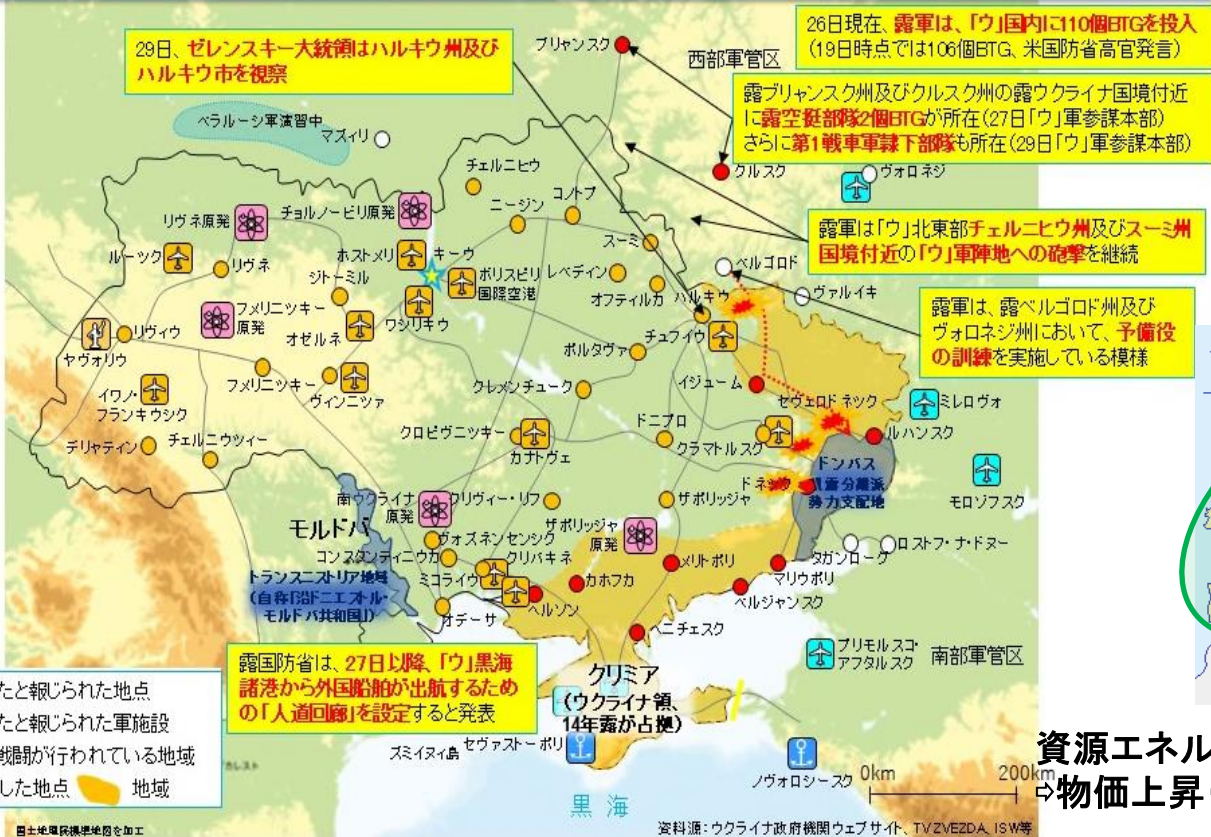 29日、ゼレンスキー大統領はハルキウ州及び
ハルキウ市を視察
26日現在、露軍は、「ウ」国内に110個BTGを投入
(19日時点では106個BTG、米国防省高官発言)
ブリャンスク
西部軍管区
露ブリャンスク州及びクルスク州の露ウクライナ国境付近
に露空挺部隊2個BTGが所在(27日「ウ」軍参謀本部)
さらに第1戦車軍隷下部隊も所在(29日「ウ」軍参謀本部)
ベラルーシ軍演習中
マズィリ
クルスク
ヴォロネジ
チェルニヒウ
コノトプ
ニージン
リヴネ原発
チョルノービリ原発
スーミ
露軍は「ウ」北東部チェルニヒウ州及びスーミ州
国境付近の「ウ」軍陣地への砲撃を継続
ルーツク
リヴネ
ホストメリ
キーウ
ジトーミル
ボリスピリ
国際空港
レベディン
オフティルカ
ハルキウ
ベルゴロド
ヴァルイキ
露軍は、露ベルゴロド州及び
ヴォロネジ州において、予備役
の訓練を実施している模様
フメリニツキー
原発
オゼルネ
ワシリキウ
チュフイウ
リヴィウ
ヤヴォリウ
ポルタヴァ
フメリニツキー
ヴィンニツァ
クレメンチューク
イジューム
セヴェロドネツク
ミレロヴォ
イワノ・
フランキウシク
デリャティン
チェルニウツィー
クロピヴニツキー
カナトヴェ
ドニプロ
クラマトルスク
ルハンスク
ドンバス
親露分離派
勢力支配地
ドネツク
モロゾフスク
南ウクライナ
原発
クリヴィー・リフ
ザポリッジャ
モルドバ
ザポリッジャ
原発
ヴォズネンセンシク
コンスタンティニウカ
クリバキネ
ミコライウ
トランスニストリア地域
(自称「沿ドニエストル・
モルドバ共和国」)
オデーサ
ヘルソン
カホフカ
メリトポリ
マリウポリ
ベルジャンスク
タガンローグ
ロストフ・ナ・ドヌー
ヘニチェスク
露国防省は、27日以降、「ウ」黒海
諸港から外国船舶が出航するため
の「人道回廊」を設定すると発表
クリミア
(ウクライナ領、
14年露が占拠)
プリモルスコ・
アフタルスク
南部軍管区
たと報じられた地点
たと報じられた軍施設
戦闘が行われている地域
した地点
地域
ズミイヌィ島
セヴァストーポリ
ノヴォロシースク
0km
200km
資源エネル
⇨物価上昇
黒海
国土地理院標準地図を加工
資料源:ウクライナ政府機関ウェブサイト、TVZVEZDA、ISW等